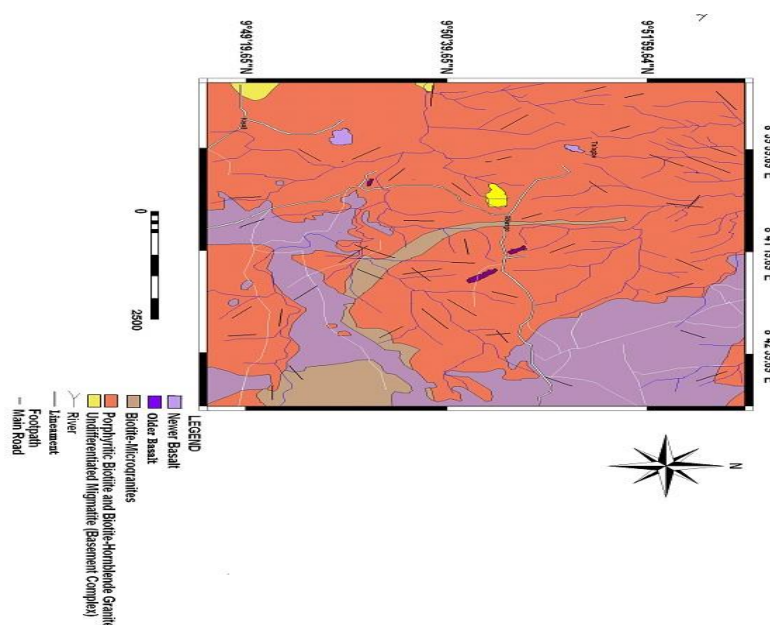 9°49'19.65"N
9°50'39.65"N
9°51'59.64"N
0
2500
N
LEGEND
Newer Basalt
Older Basalt
Biotite-Microgranites
Porphyritic Biotite and Biotite-Hornblende Granite
Undifferentiated Migmatite (Basement Complex)
River
Lineament
Footpath
Main Road